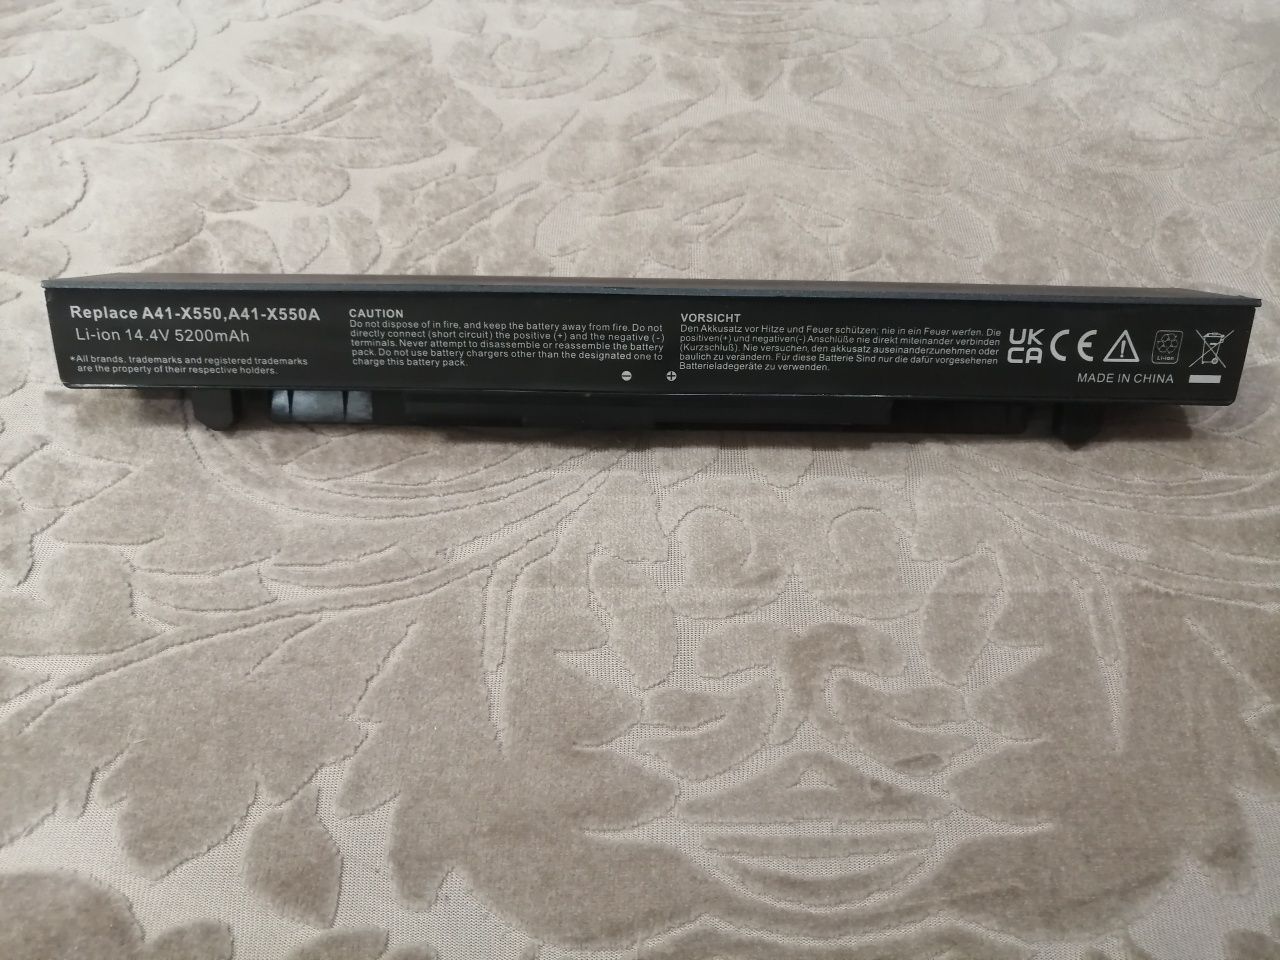 Replace A41-X550,A41-X550A
Li-ion 14.4V 5200mAh
*All brands, trademarks and registered trademarks
are the property of their respective holders.
CAUTION
Do not dispose of in fire, and keep the battery away from fire. Do not
directly connect (short circuit) the positive (+) and the negative (-)
terminals. Never attempt to disassemble or reassemble the battery
pack. Do not use battery chargers other than the designated one to
charge this battery pack.
VORSICHT
Den Akkusatz vor Hitze und Feuer schützen; nie in ein Feuer werfen. Die
positiven(+) und negativen(-) Anschlüße nie direkt miteinander verbinden
(Kurzschluß). Nie versuchen, den akkusatz auseinanderzunehmen oder
baulich zu verändern. Für diese Batterie Sind nur die dafür vorgesehenen
Batterieladegeräte zu verwenden.
UK
CA
CE
Li-ion
MADE IN CHINA